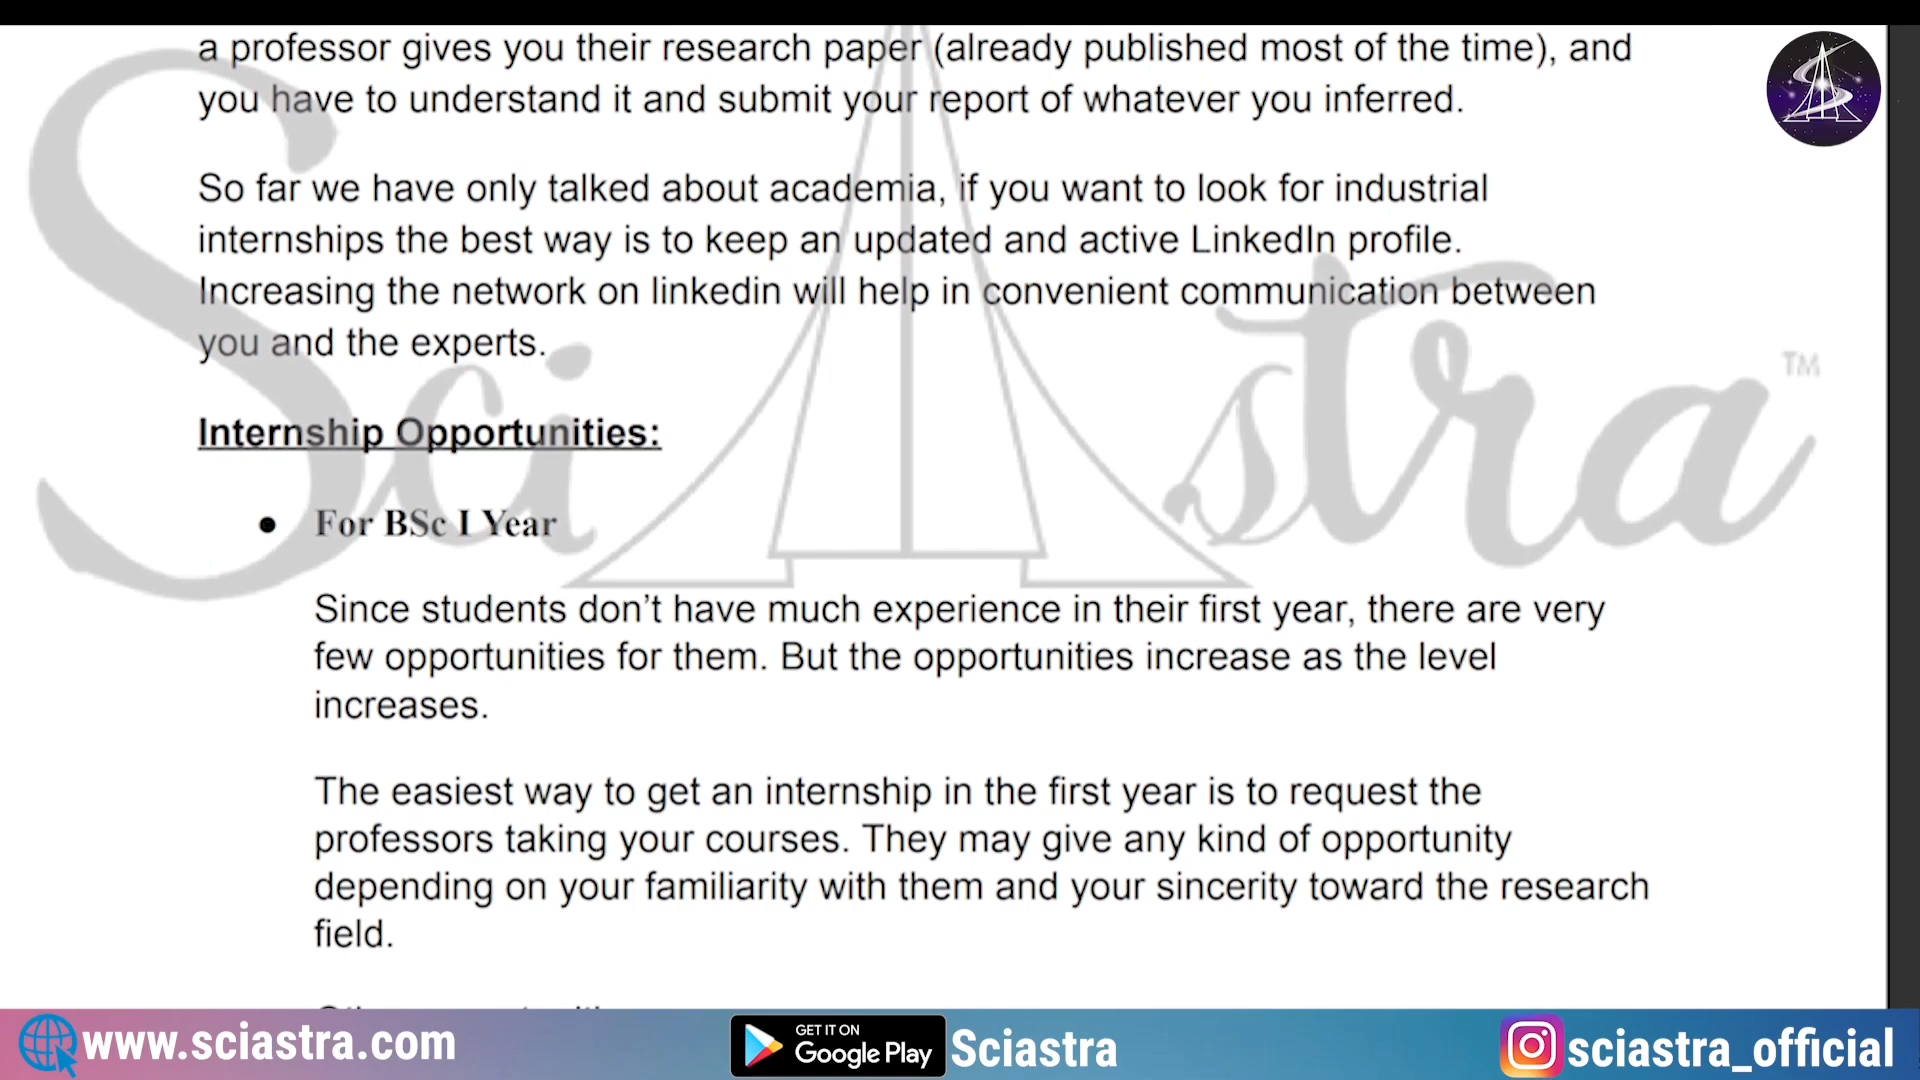 a professor gives you their research paper (already published most of the time), and
you have to understand it and submit your report of whatever you inferred.
So far we have only talked about academia, if you want to look for industrial
internships the best way is to keep an updated and active LinkedIn profile.
Increasing the network on linkedin will help in convenient communication between
you and the experts.
SciAstra™
Internship Opportunities:
● For BSc I Year
Since students don’t have much experience in their first year, there are very
few opportunities for them. But the opportunities increase as the level
increases.
The easiest way to get an internship in the first year is to request the
professors taking your courses. They may give any kind of opportunity
depending on your familiarity with them and your sincerity toward the research
field.
www.sciastra.com
GET IT ON
Google Play
Sciastra
sciastra_official